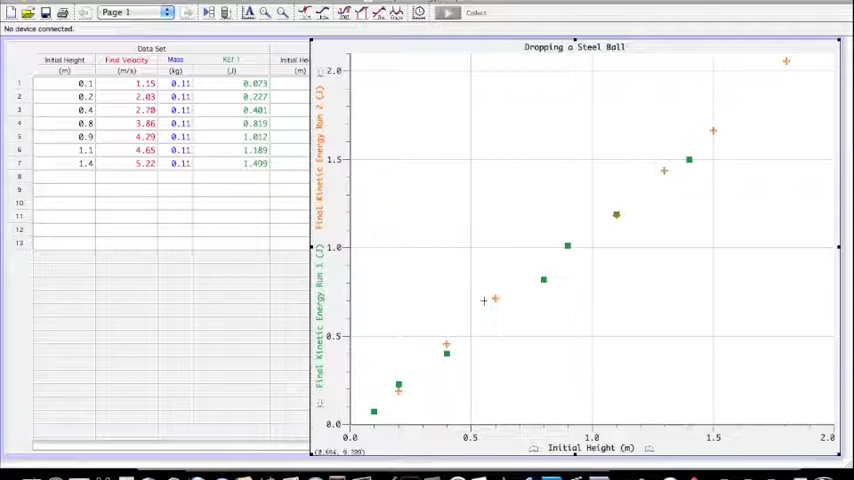 Page 1
Collect
No device connected.
Data Set
Initial Height Final Velocity Mass KEf 1 Initial He
(m) (m/s) (kg) (J) (m)
1 0.1 1.15 0.11 0.073
2 0.2 2.03 0.11 0.227
3 0.4 2.70 0.11 0.401
4 0.8 3.86 0.11 0.819
5 0.9 4.29 0.11 1.012
6 1.1 4.65 0.11 1.189
7 1.4 5.22 0.11 1.499
8
9
10
11
12
13
Dropping a Steel Ball
Final Kinetic Energy Run 2 (J)
Final Kinetic Energy Run 1 (J)
2.0
1.5
1.0
0.5
0.0
0.0 0.5 1.0 1.5 2.0
Initial Height (m)